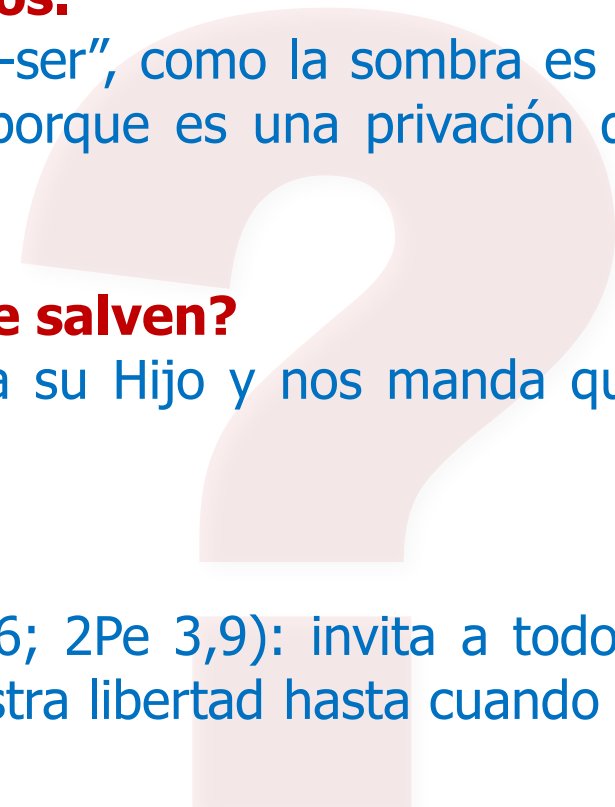 os.
-ser”, como la sombra es
porque es una privación
e salven?
a su Hijo y nos manda qu
6; 2Pe 3,9): invita a todo
stra libertad hasta cuando